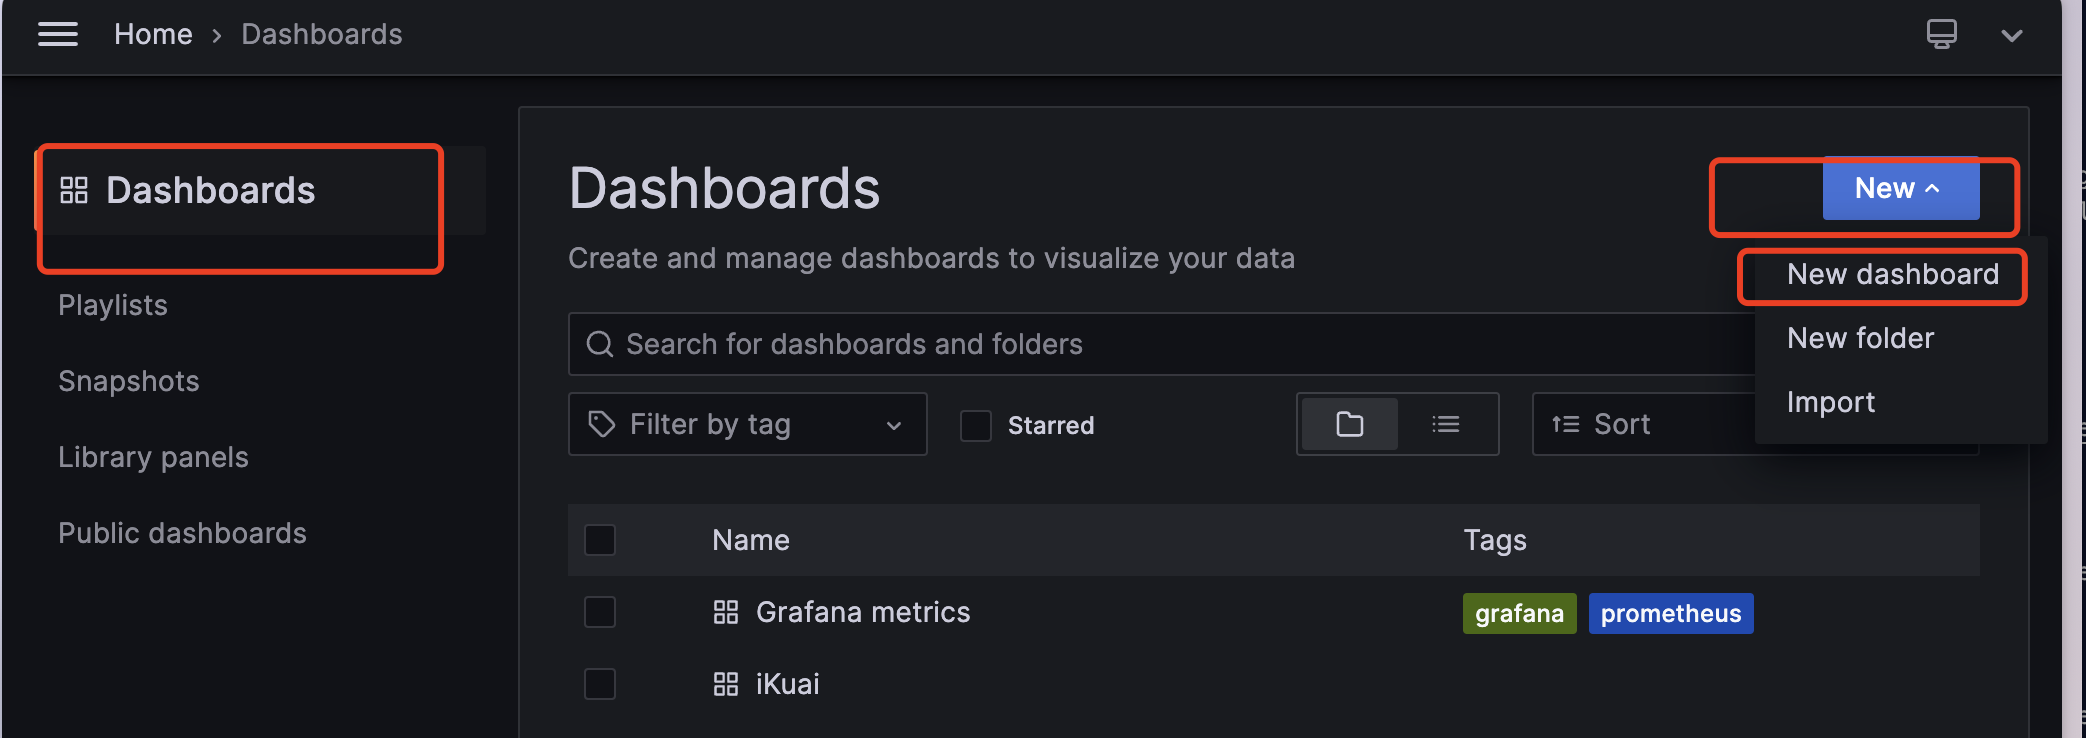 Home › Dashboards
Dashboards
Playlists
Snapshots
Library panels
Public dashboards
Dashboards
Create and manage dashboards to visualize your data
New
New dashboard
New folder
Import
Search for dashboards and folders
Filter by tag
Starred
Sort
Name Tags
Grafana metrics grafana prometheus
iKuai